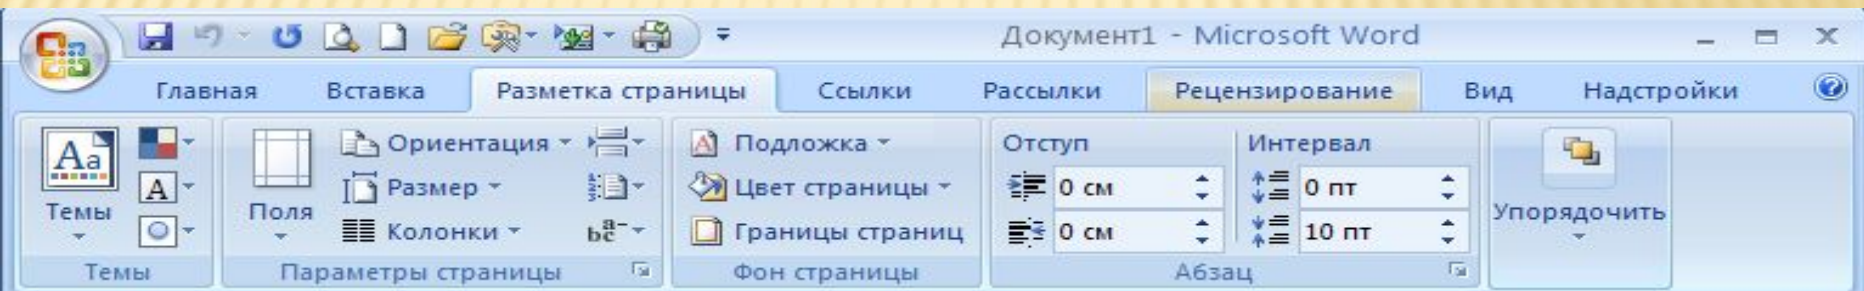 Документ1 - Microsoft Word
Главная Вставка Разметка страницы Ссылки Рассылки Рецензирование Вид Надстройки
Aa
Темы
A
Темы
Поля
Ориентация
Размер
Колонки
bc a-
Параметры страницы
A Подложка
Цвет страницы
Границы страниц
Фон страницы
Отступ Интервал
0 см 0 пт
0 см 10 пт
Абзац
Упорядочить